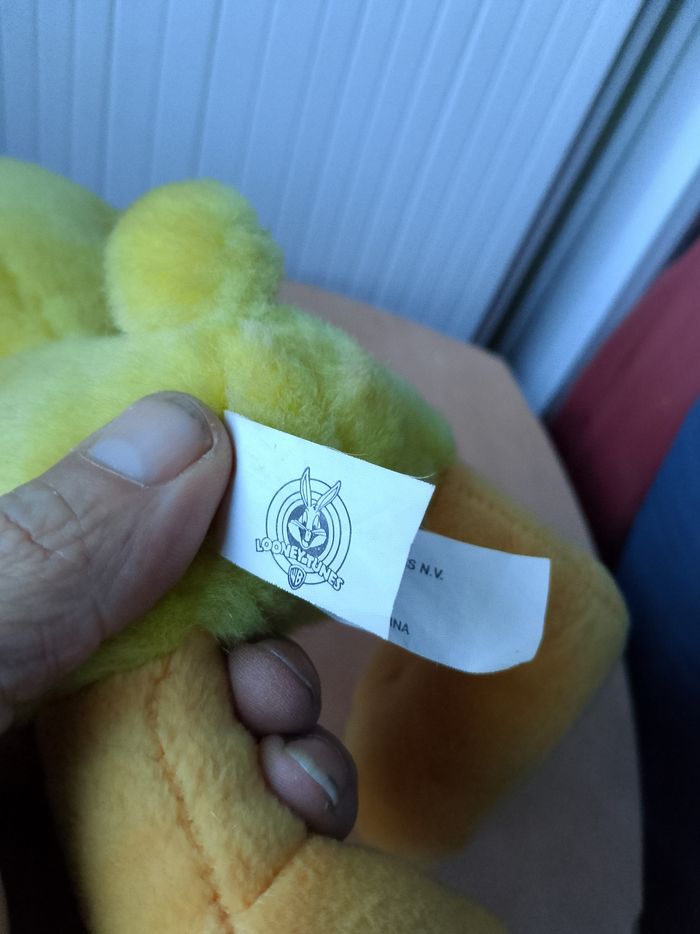 LOONEY TUNES
WB
S N.V.
INA